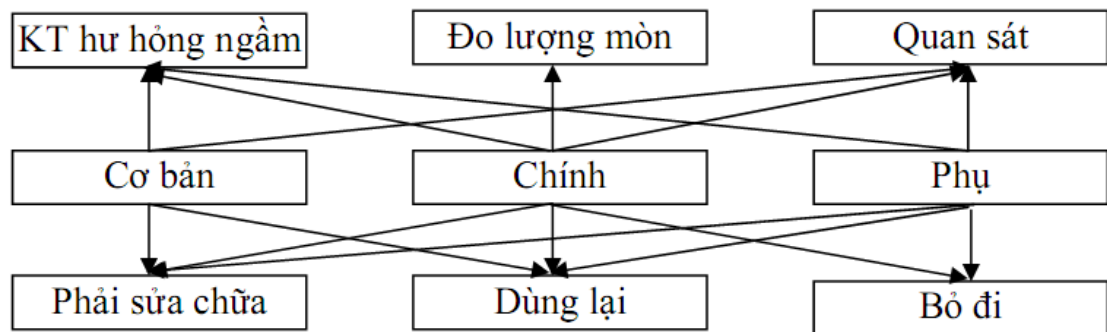 KT hư hỏng ngầm
Đo lượng mòn
Quan sát
Cơ bản
Chính
Phụ
Phải sửa chữa
Dùng lại
Bỏ đi